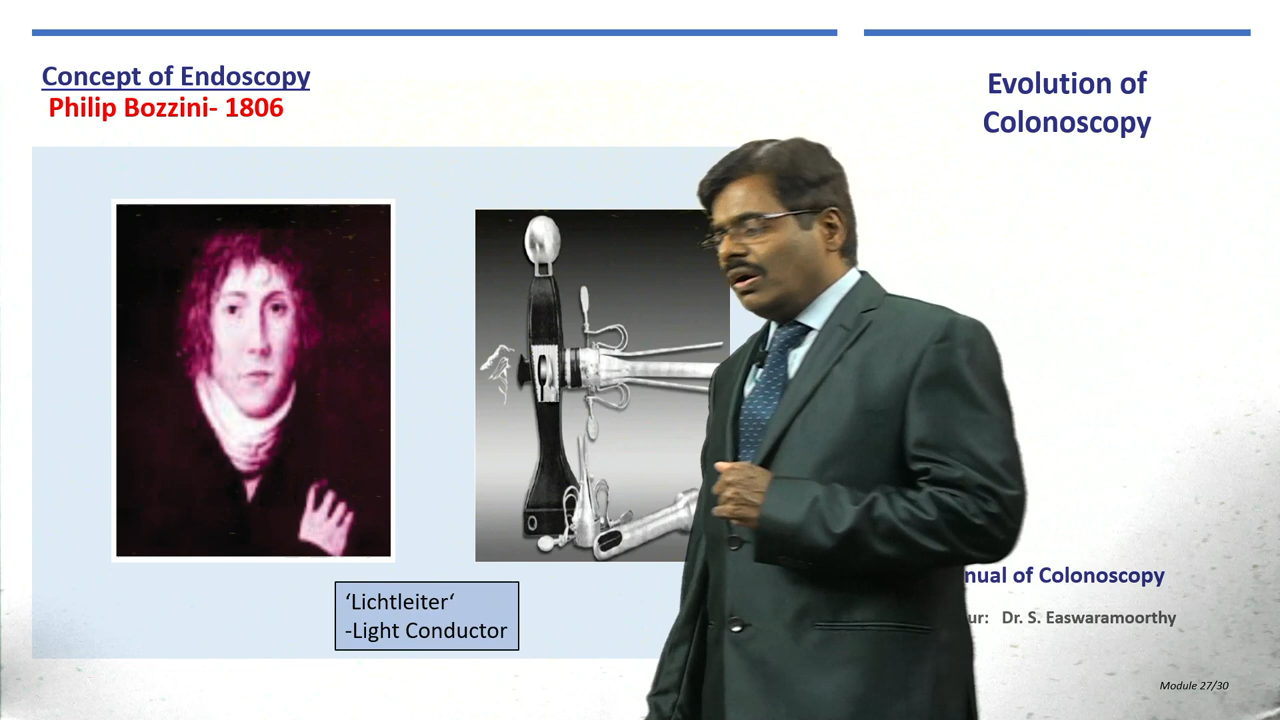 Concept of Endoscopy
Philip Bozzini- 1806
Evolution of
Colonoscopy
‘Lichtleiter‘
-Light Conductor
nual of Colonoscopy
ur: Dr. S. Easwaramoorthy
Module 27/30